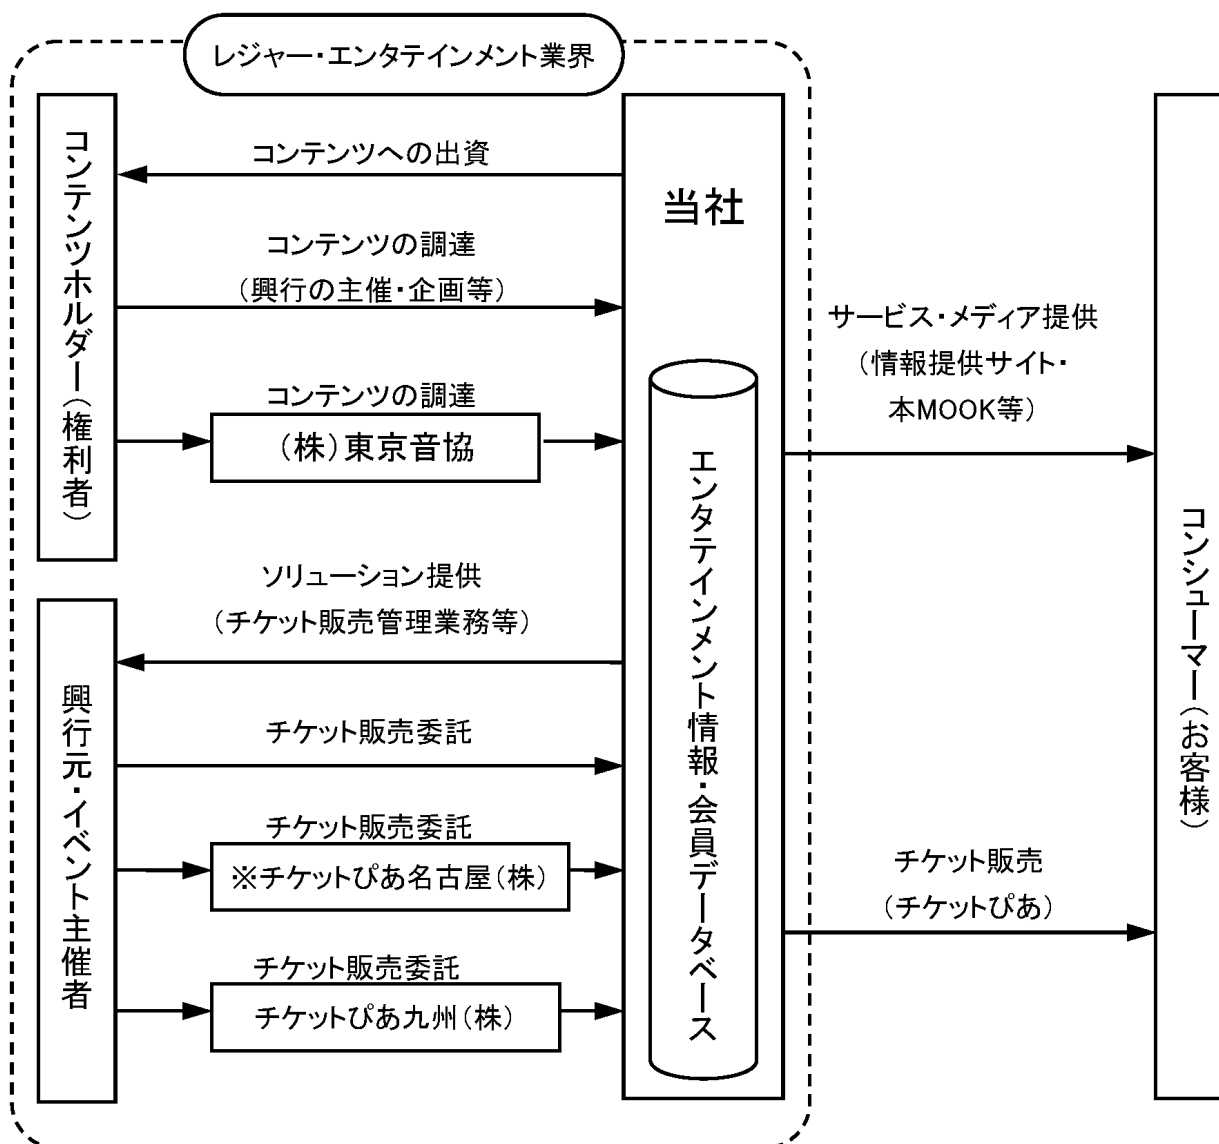 レジャー・エンタテインメント業界
コンテンツホルダー（権利者）
コンテンツへの出資
コンテンツの調達
（興行の主催・企画等）
コンテンツの調達
（株）東京音協
ソリューション提供
（チケット販売管理業務等）
興行元・イベント主催者
チケット販売委託
チケット販売委託
※チケットぴあ名古屋（株）
チケット販売委託
チケットぴあ九州（株）
当社
エンタテインメント情報・会員データベース
サービス・メディア提供
（情報提供サイト・
本MOOK等）
チケット販売
（チケットぴあ）
コンシューマー（お客様）